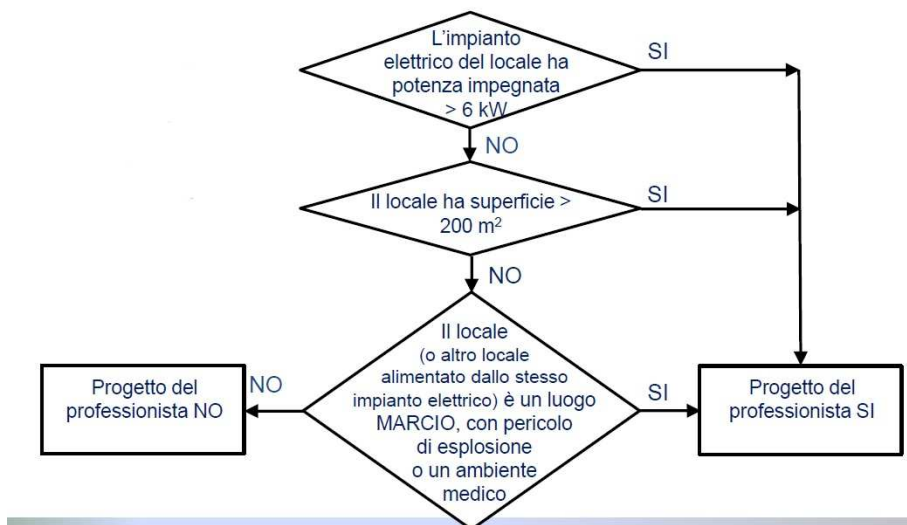 L'impianto
elettrico del locale ha
potenza impegnata
> 6 kW
SI
NO
Il locale ha superficie >
200 m²
SI
NO
Il locale
(o altro locale
alimentato dallo stesso
impianto elettrico) è un luogo
MARCIO, con pericolo
di esplosione
o un ambiente
medico
NO
SI
Progetto del
professionista NO
Progetto del
professionista SI